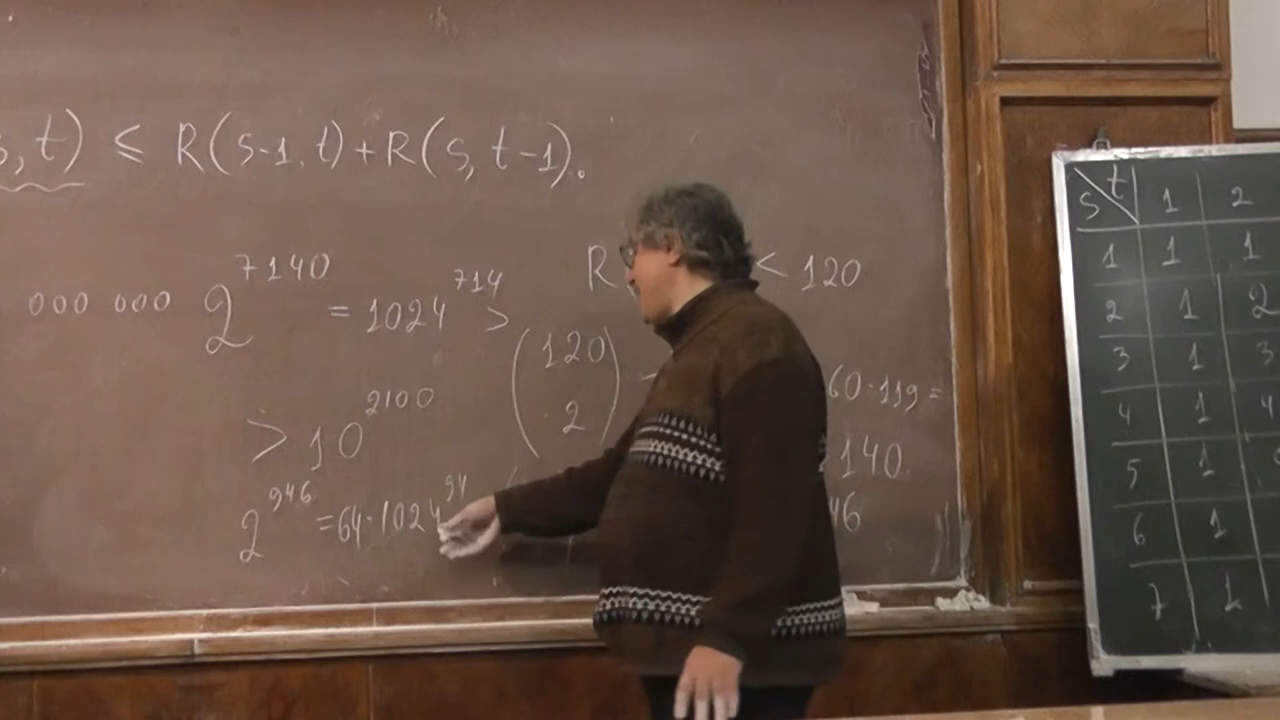 , t) ⩽ R(s-1, t)+R(s, t-1).
000 000 2^7140 = 1024^714 >
> 10^2100
2^946 = 64·1024^94
R < 120
(120 2)
60·119 =
140.
46
s\t 1 2
1 1 1
2 1 2
3 1 3
4 1 4
5 1
6 1
7 1